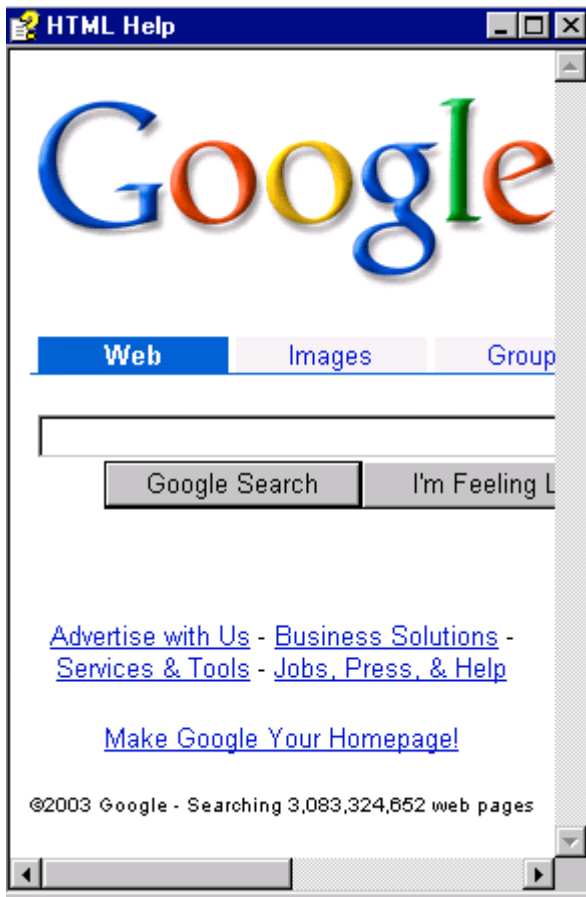 HTML Help
Google
Web Images Group
Google Search I'm Feeling L
Advertise with Us - Business Solutions -
Services & Tools - Jobs, Press, & Help
Make Google Your Homepage!
©2003 Google - Searching 3,083,324,652 web pages